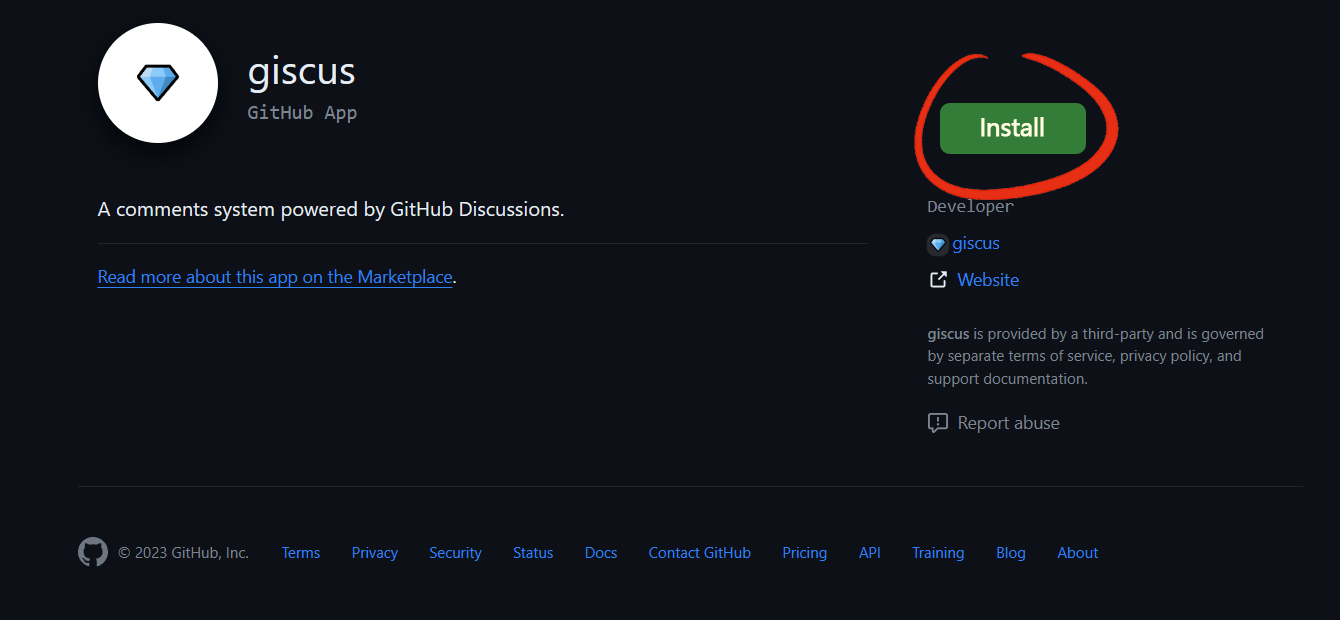 giscus
GitHub App
Install
A comments system powered by GitHub Discussions.
Read more about this app on the Marketplace.
Developer
giscus
Website
giscus is provided by a third-party and is governed
by separate terms of service, privacy policy, and
support documentation.
Report abuse
© 2023 GitHub, Inc. Terms Privacy Security Status Docs Contact GitHub Pricing API Training Blog About